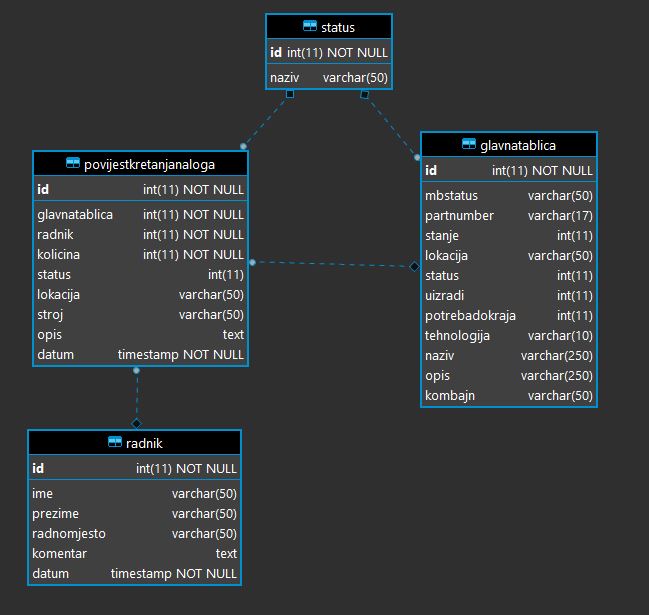 status
id int(11) NOT NULL
naziv varchar(50)
povijestkretanjanaloga
id int(11) NOT NULL
glavnatablica int(11) NOT NULL
radnik int(11) NOT NULL
kolicina int(11) NOT NULL
status int(11)
lokacija varchar(50)
stroj varchar(50)
opis text
datum timestamp NOT NULL
glavnatablica
id int(11) NOT NULL
mbstatus varchar(50)
partnumber varchar(17)
stanje int(11)
lokacija varchar(50)
status int(11)
uizradi int(11)
potrebadokraja int(11)
tehnologija varchar(10)
naziv varchar(250)
opis varchar(250)
kombajn varchar(50)
radnik
id int(11) NOT NULL
ime varchar(50)
prezime varchar(50)
radnomjesto varchar(50)
komentar text
datum timestamp NOT NULL